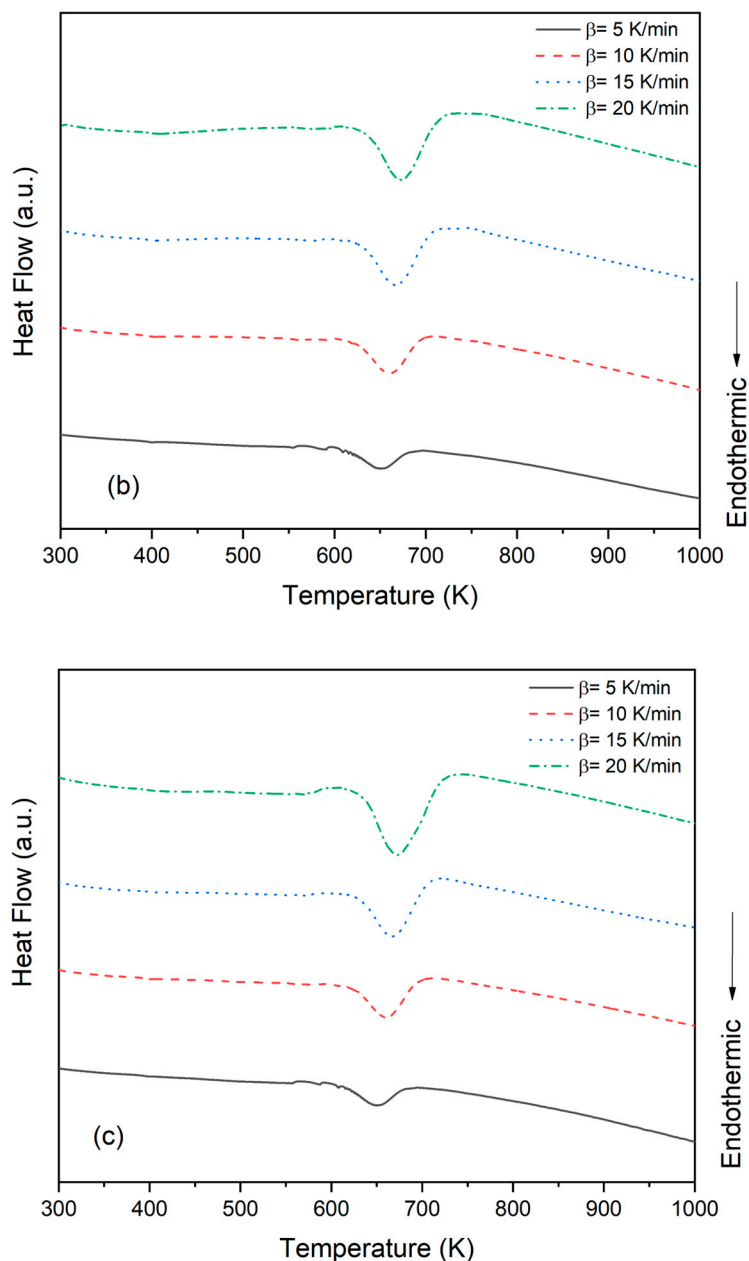 β= 5 K/min
β= 10 K/min
β= 15 K/min
β= 20 K/min
Heat Flow (a.u.)
Endothermic
(b)
300 400 500 600 700 800 900 1000
Temperature (K)
β= 5 K/min
β= 10 K/min
β= 15 K/min
β= 20 K/min
Heat Flow (a.u.)
Endothermic
(c)
300 400 500 600 700 800 900 1000
Temperature (K)